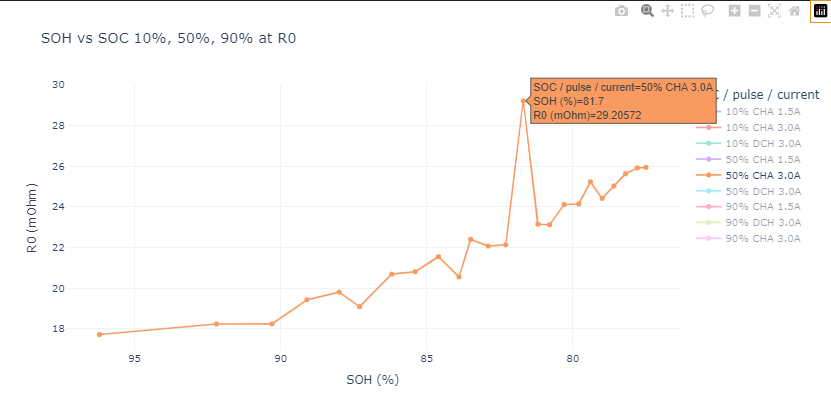 SOH vs SOC 10%, 50%, 90% at R0
SOC / pulse / current=50% CHA 3.0A
SOH (%)=81.7
R0 (mOhm)=29.20572
/ pulse / current
10% CHA 1.5A
10% CHA 3.0A
10% DCH 3.0A
50% CHA 1.5A
50% CHA 3.0A
50% DCH 3.0A
90% CHA 1.5A
90% DCH 3.0A
90% CHA 3.0A
R0 (mOhm)
30
28
26
24
22
20
18
95
90
85
80
SOH (%)